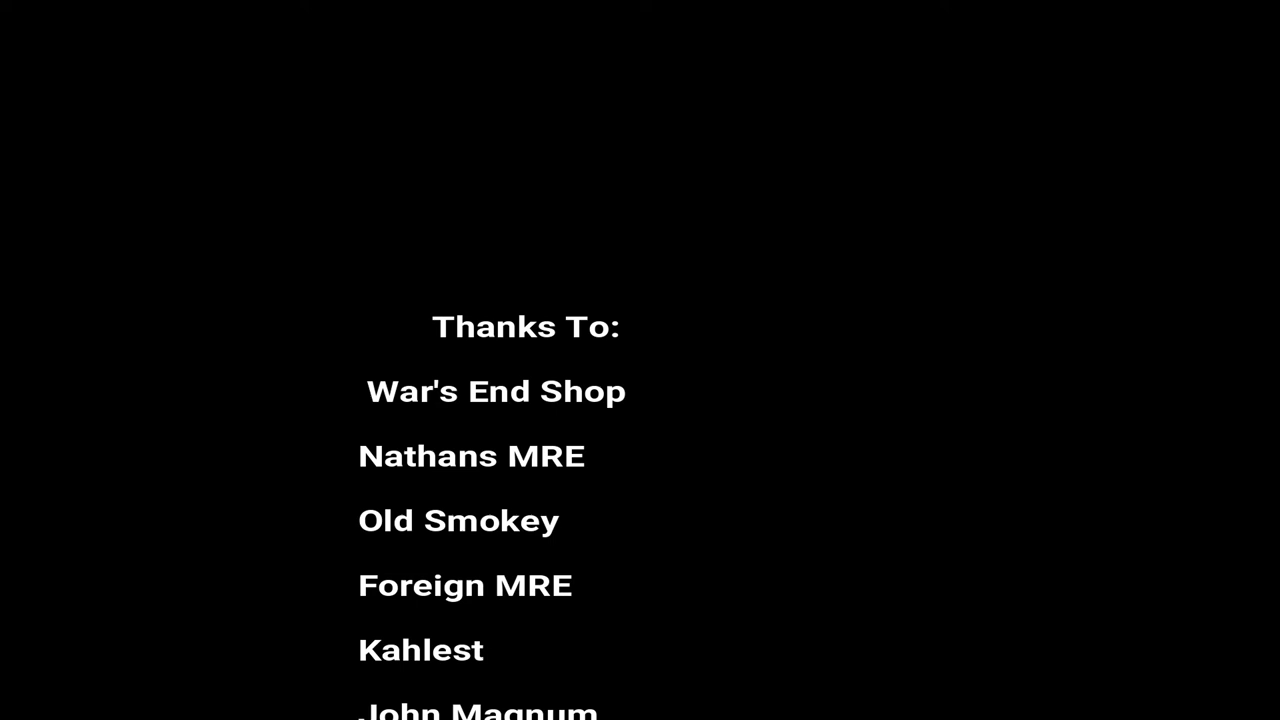 Thanks To:
War's End Shop
Nathans MRE
Old Smokey
Foreign MRE
Kahlest
John Magnum